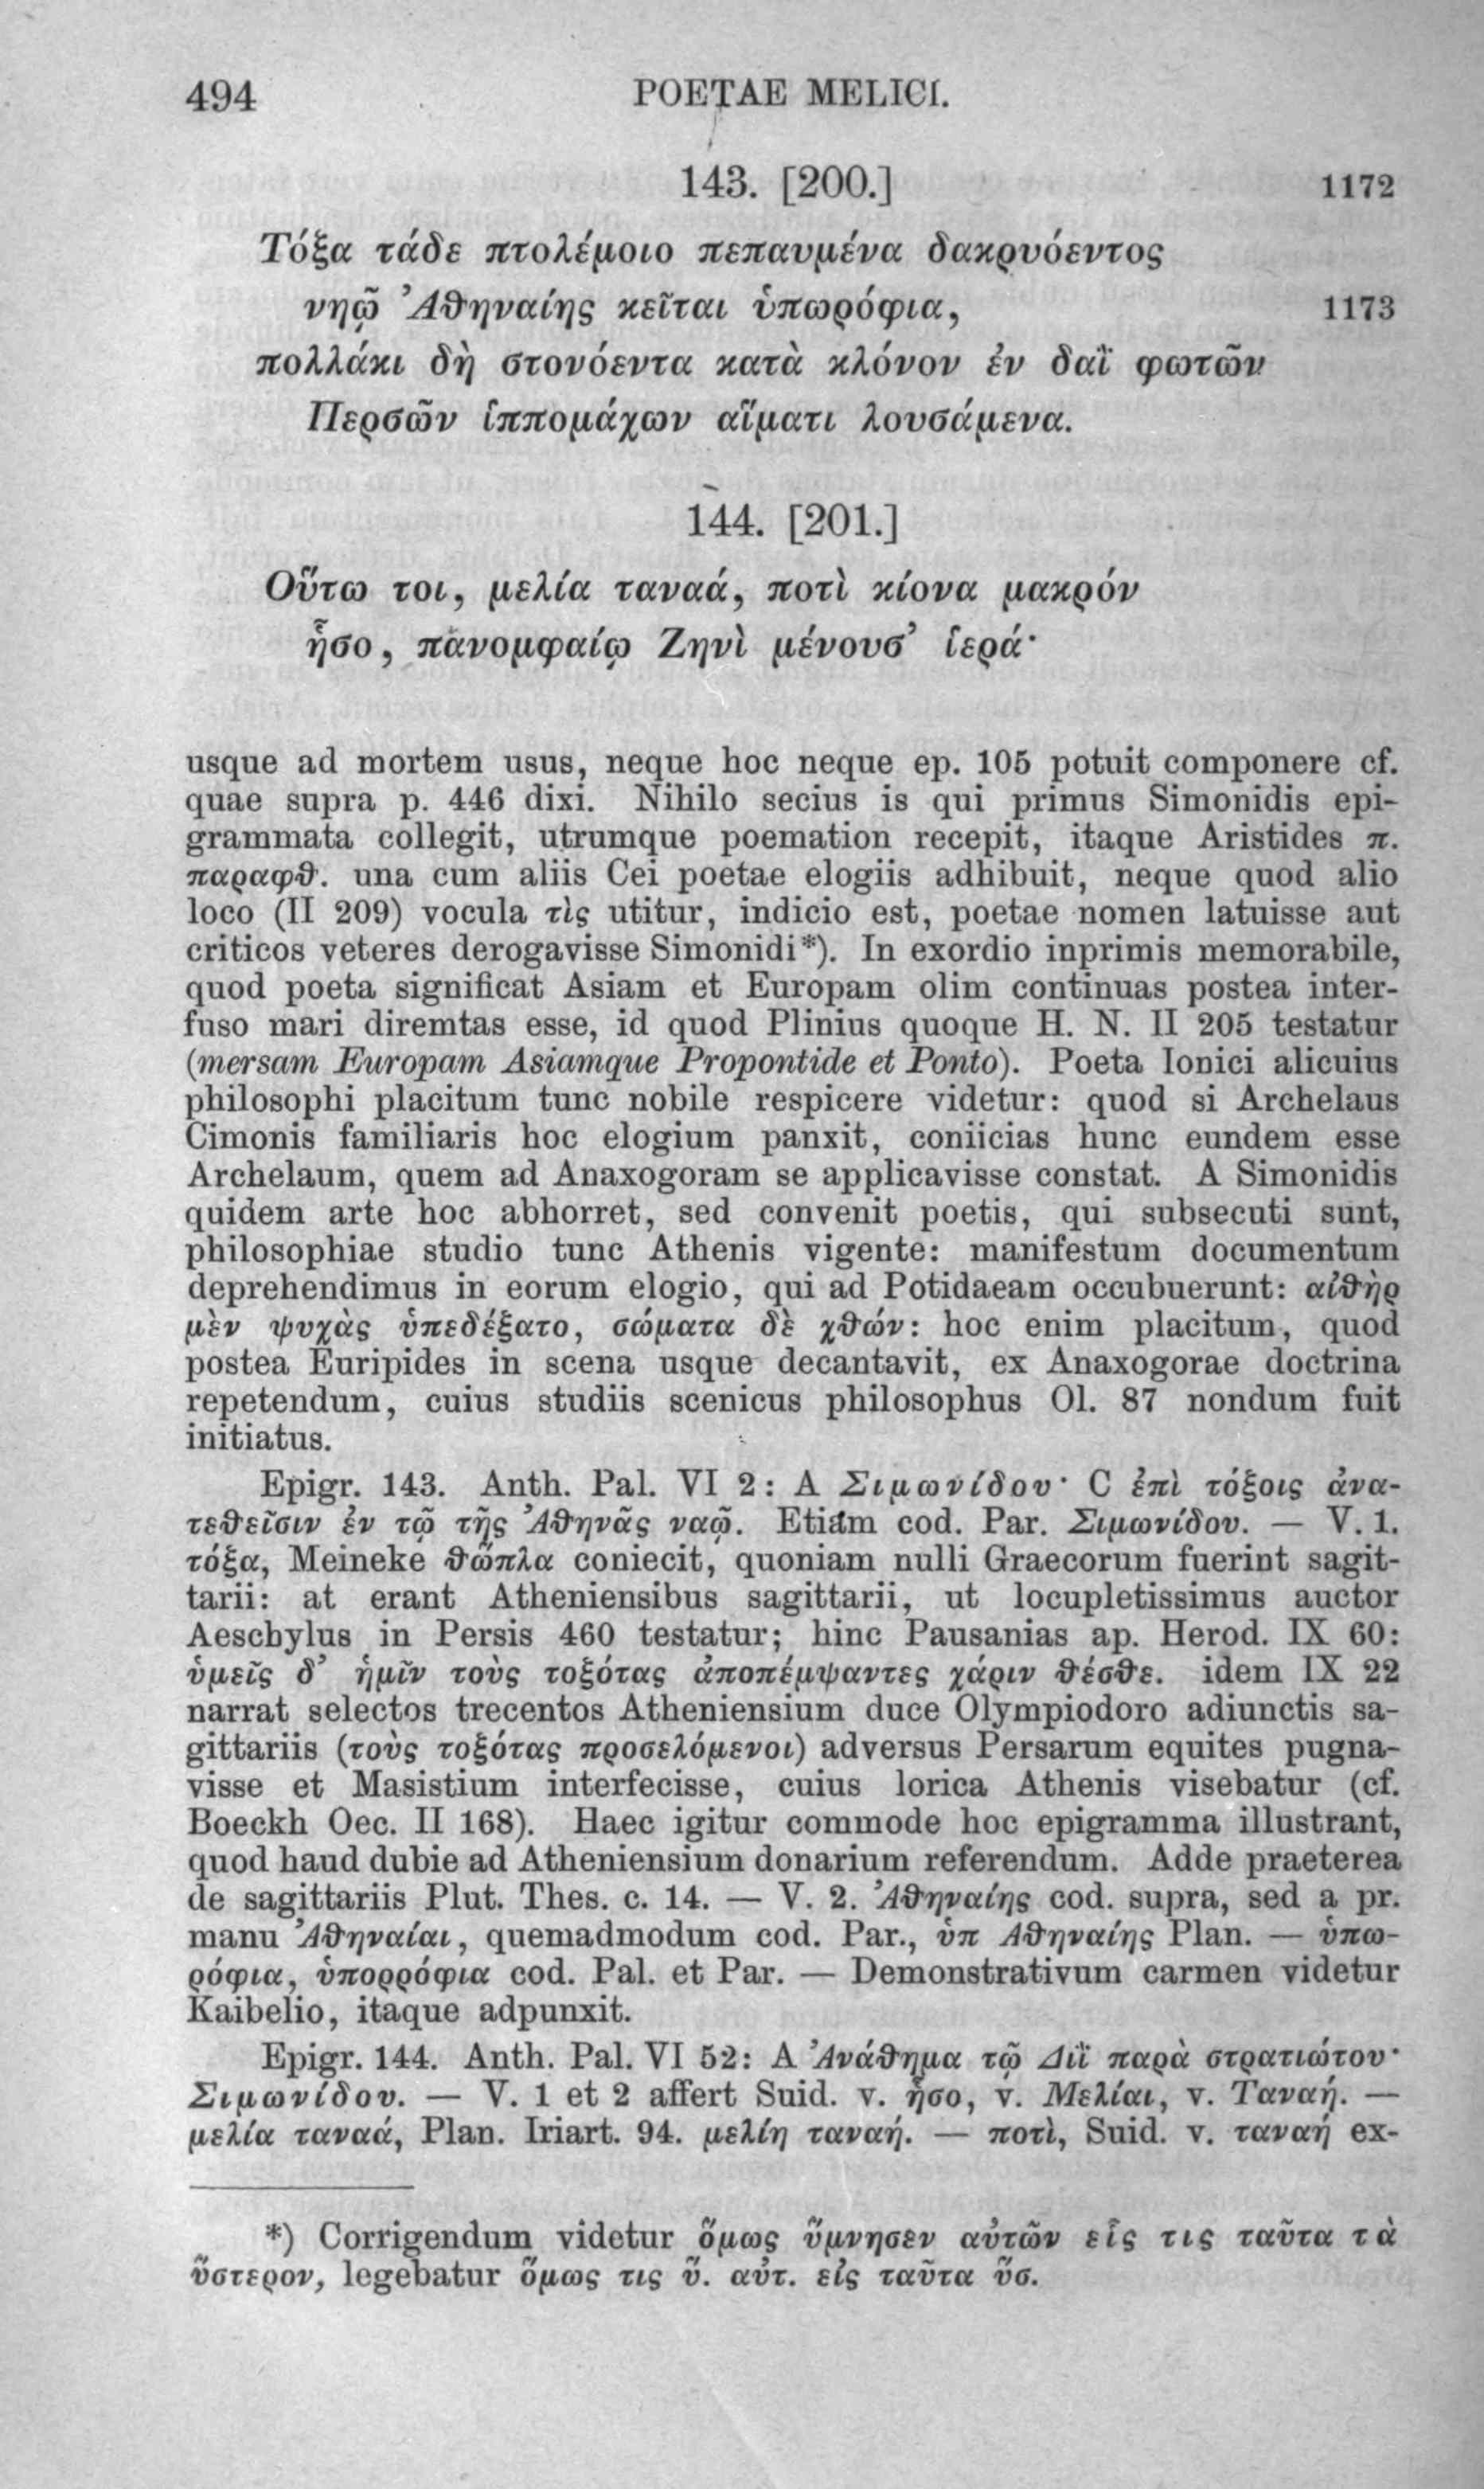 494
POETAE MELICI.
143. [200.]
1172
Τόξα τάδε πτολέμοιο πεπαυμένα δακρυόεντος
νηῷ Ἀθηναίης κεῖται ὑπωρόφια,
1173
πολλάκι δὴ στονόεντα κατὰ κλόνον ἐν δαῒ φωτῶν
Περσῶν ἱππομάχων αἵματι λουσάμενα.
144. [201.]
Οὕτω τοι, μελία ταναά, ποτὶ κίονα μακρόν
ἧσο, πανομφαίῳ Ζηνὶ μένουσ’ ἱερά·
usque ad mortem usus, neque hoc neque ep. 105 potuit componere cf.
quae supra p. 446 dixi. Nihilo secius is qui primus Simonidis epi-
grammata collegit, utrumque poemation recepit, itaque Aristides π.
παραφθ. una cum aliis Cei poetae elogiis adhibuit, neque quod alio
loco (II 209) vocula τὶς utitur, indicio est, poetae nomen latuisse aut
criticos veteres derogavisse Simonidi*). In exordio inprimis memorabile,
quod poeta significat Asiam et Europam olim continuas postea inter-
fuso mari diremtas esse, id quod Plinius quoque H. N. II 205 testatur
(mersam Europam Asiamque Propontide et Ponto). Poeta Ionici alicuius
philosophi placitum tunc nobile respicere videtur: quod si Archelaus
Cimonis familiaris hoc elogium panxit, coniicias hunc eundem esse
Archelaum, quem ad Anaxogoram se applicavisse constat. A Simonidis
quidem arte hoc abhorret, sed convenit poetis, qui subsecuti sunt,
philosophiae studio tunc Athenis vigente: manifestum documentum
deprehendimus in eorum elogio, qui ad Potidaeam occubuerunt: αἰθὴρ
μὲν ψυχὰς ὑπεδέξατο, σώματα δὲ χθών: hoc enim placitum, quod
postea Euripides in scena usque decantavit, ex Anaxogorae doctrina
repetendum, cuius studiis scenicus philosophus Ol. 87 nondum fuit
initiatus.
Epigr. 143. Anth. Pal. VI 2: A Σιμωνίδου· C ἐπὶ τόξοις ἀνα-
τεθεῖσιν ἐν τῷ τῆς Ἀθηνᾶς ναῷ. Etiam cod. Par. Σιμωνίδου. — V. 1.
τόξα, Meineke θὦπλα coniecit, quoniam nulli Graecorum fuerint sagit-
tarii: at erant Atheniensibus sagittarii, ut locupletissimus auctor
Aeschylus in Persis 460 testatur; hinc Pausanias ap. Herod. IX 60:
ὑμεῖς δ’ ἡμῖν τοὺς τοξότας ἀποπέμψαντες χάριν θέσθε. idem IX 22
narrat selectos trecentos Atheniensium duce Olympiodoro adiunctis sa-
gittariis (τοὺς τοξότας προσελόμενοι) adversus Persarum equites pugna-
visse et Masistium interfecisse, cuius lorica Athenis visebatur (cf.
Boeckh Oec. II 168). Haec igitur commode hoc epigramma illustrant,
quod haud dubie ad Atheniensium donarium referendum. Adde praeterea
de sagittariis Plut. Thes. c. 14. — V. 2. Ἀθηναίης cod. supra, sed a pr.
manu Ἀθηναίαι, quemadmodum cod. Par., ὑπ Αθηναίης Plan. — ὑπω-
ρόφια, ὑπορρόφια cod. Pal. et Par. — Demonstrativum carmen videtur
Kaibelio, itaque adpunxit.
Epigr. 144. Anth. Pal. VI 52: A Ἀνάθημα τῷ Διῒ παρὰ στρατιώτου·
Σιμωνίδου. — V. 1 et 2 affert Suid. v. ἧσο, v. Μελίαι, v. Ταναή. —
μελία ταναά, Plan. Iriart. 94. μελίη ταναή. — ποτὶ, Suid. v. ταναή ex-
*) Corrigendum videtur ὅμως ὕμνησεν αὐτῶν εἷς τις ταῦτα τὰ
ὕστερον, legebatur ὅμως τις ὕ. αὐτ. εἰς ταῦτα ὕσ.